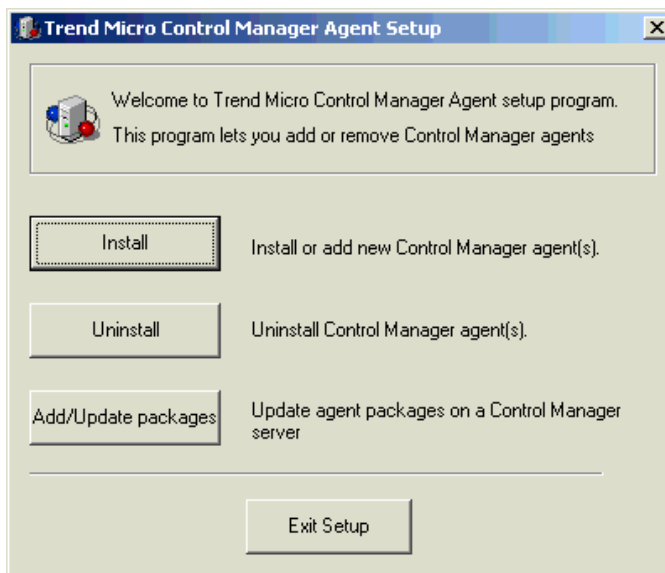 Trend Micro Control Manager Agent Setup
Welcome to Trend Micro Control Manager Agent setup program.
This program lets you add or remove Control Manager agents
Install
Install or add new Control Manager agent(s).
Uninstall
Uninstall Control Manager agent(s).
Add/Update packages
Update agent packages on a Control Manager
server
Exit Setup